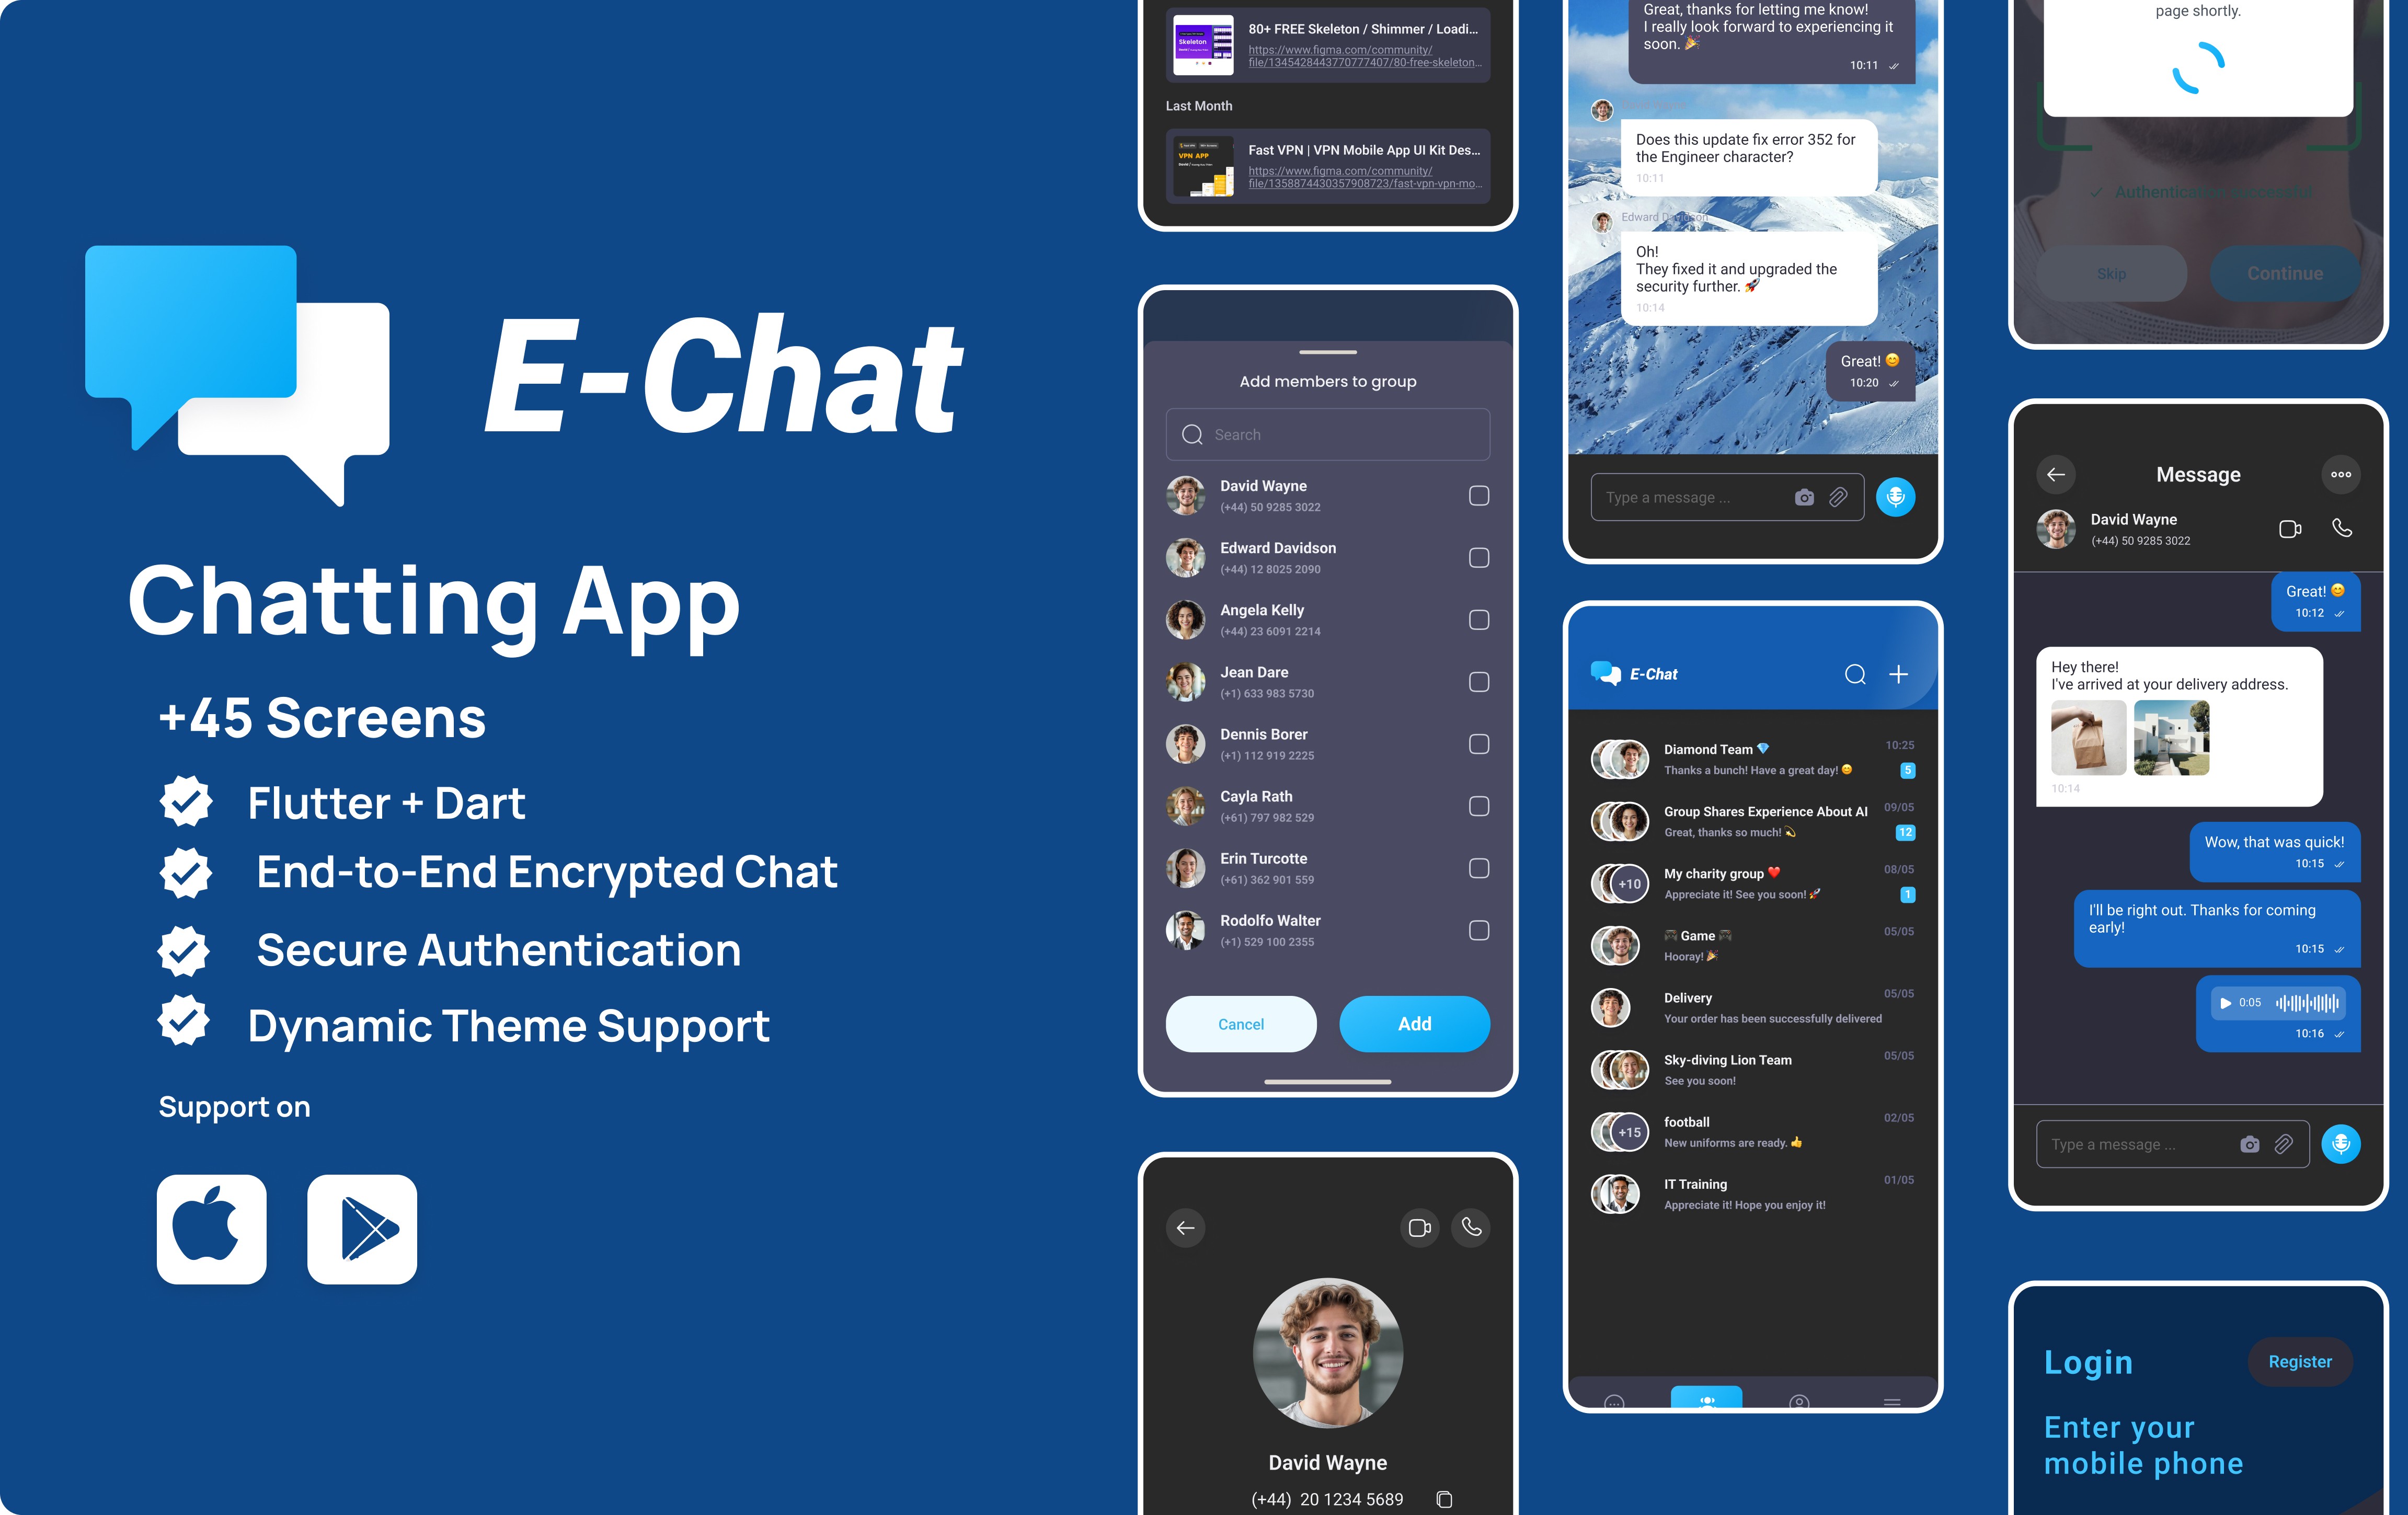 E-Chat
Chatting App
+45 Screens
Flutter + Dart
End-to-End Encrypted Chat
Secure Authentication
Dynamic Theme Support
Support on
80+ FREE Skeleton / Shimmer / Loadi...
https://www.figma.com/community/
file/1345428443770777407/80-free-skeleton...
Last Month
Skeleton
VPN APP
Fast VPN | VPN Mobile App UI Kit Des...
https://www.figma.com/community/
file/1358874430357908723/fast-vpn-vpn-mo...
Add members to group
Search
David Wayne
(+44) 50 9285 3022
Edward Davidson
(+44) 12 8025 2090
Angela Kelly
(+44) 23 6091 2214
Jean Dare
(+1) 633 983 5730
Dennis Borer
(+1) 112 919 2225
Cayla Rath
(+61) 797 982 529
Erin Turcotte
(+61) 362 901 559
Rodolfo Walter
(+1) 529 100 2355
Cancel
Add
David Wayne
(+44) 20 1234 5689
Great, thanks for letting me know!
I really look forward to experiencing it
soon. 🎉
10:11
Does this update fix error 352 for
the Engineer character?
10:11
Edward Davidson
Oh!
They fixed it and upgraded the
security further. 🚀
10:14
Great! 😊
10:20
Type a message ...
E-Chat
Diamond Team 💎
10:25
Thanks a bunch! Have a great day! 😊
5
Group Shares Experience About AI
09/05
Great, thanks so much! 💫
12
+10
My charity group ❤️
08/05
Appreciate it! See you soon! 🚀
1
🎮 Game 🎮
05/05
Hooray! 🎉
Delivery
05/05
Your order has been successfully delivered
Sky-diving Lion Team
05/05
See you soon!
+15
football
02/05
New uniforms are ready. 👍
IT Training
01/05
Appreciate it! Hope you enjoy it!
page shortly.
Authentication successful
Skip
Continue
Message
David Wayne
(+44) 50 9285 3022
Great! 😊
10:12
Hey there!
I've arrived at your delivery address.
10:14
Wow, that was quick!
10:15
I'll be right out. Thanks for coming
early!
10:15
0:05
10:16
Type a message ...
Login
Register
Enter your
mobile phone